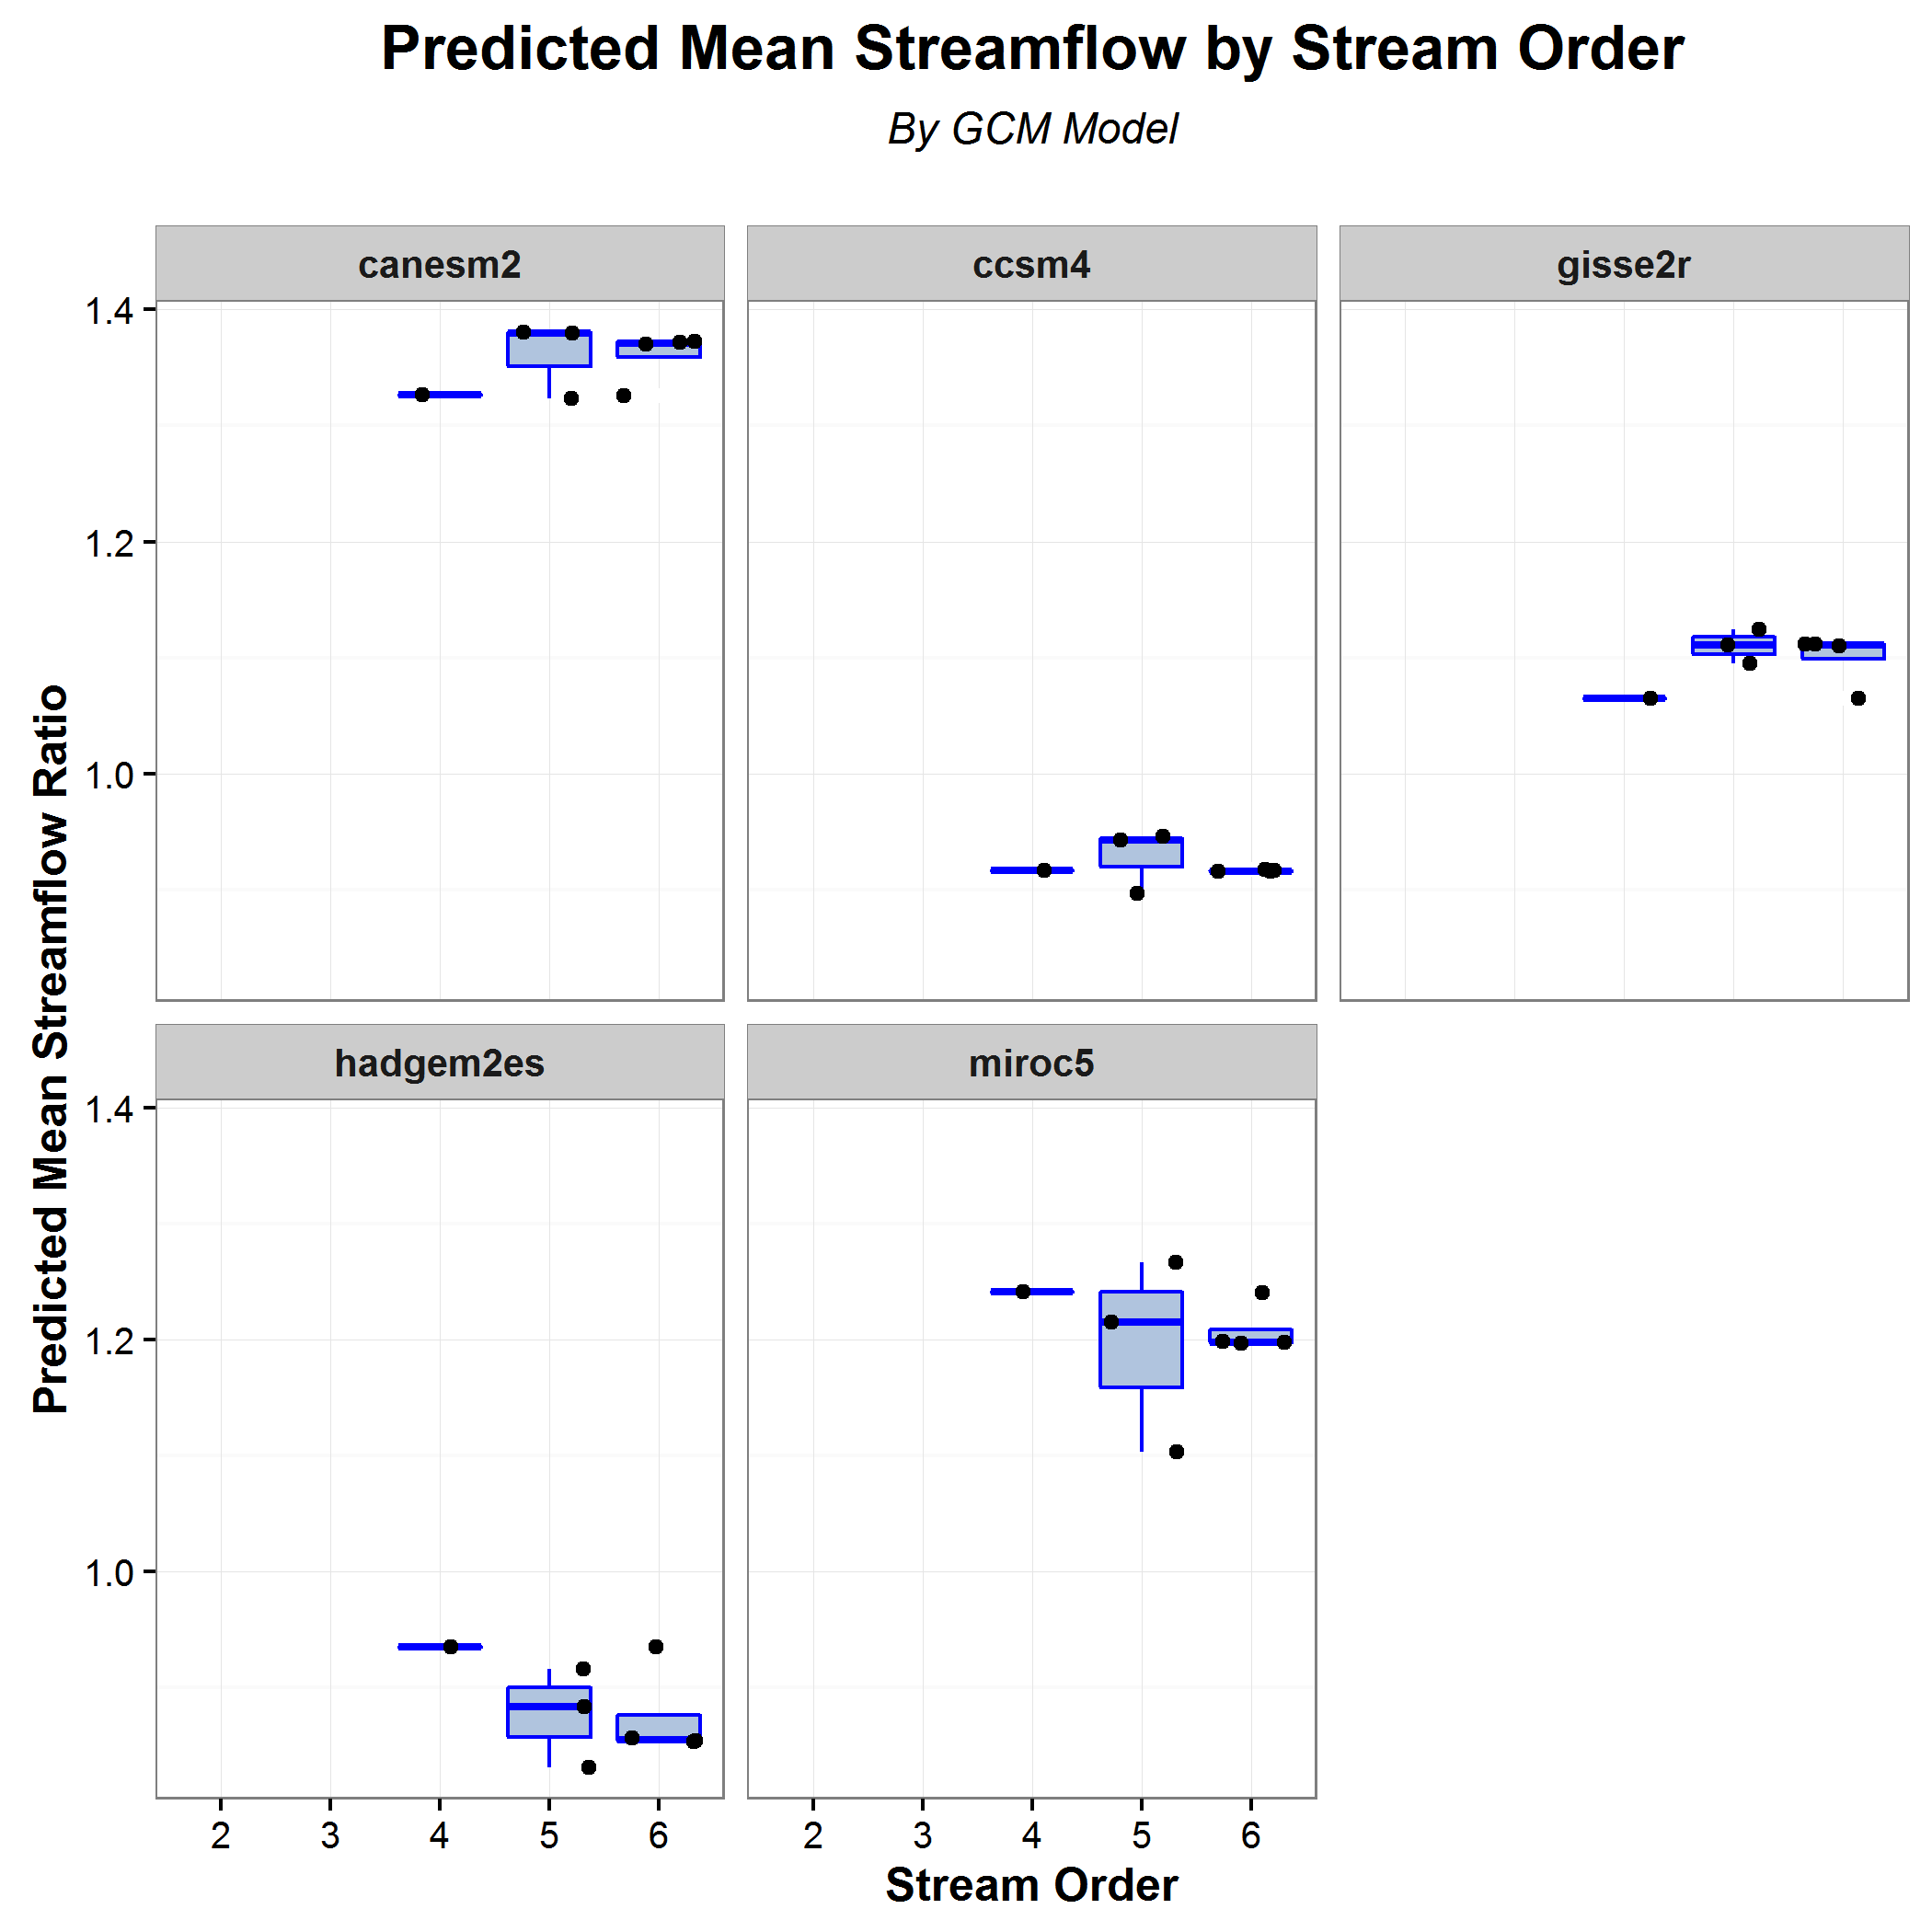 Predicted Mean Streamflow by Stream Order
By GCM Model
canesm2
ccsm4
gisse2r
1.4
1.2
1.0
Predicted Mean Streamflow Ratio
hadgem2es
miroc5
1.4
1.2
1.0
2 3 4 5 6
2 3 4 5 6
Stream Order